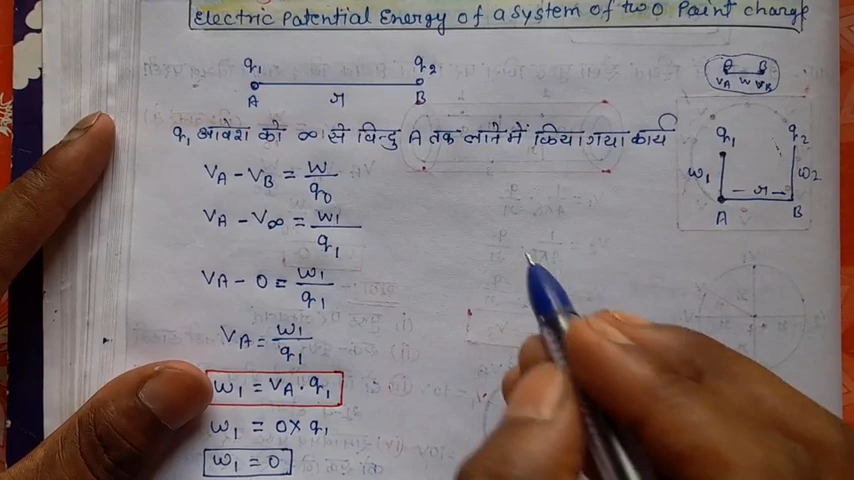 Electric Potential Energy of a System of two Point charge
q₁ q₂
A r B
A B
VA W VB
q₁ आवेश को ∞ से बिन्दु A तक लाने में किया गया कार्य
VA - VB = W/q₀
VA - V∞ = W₁/q₁
VA - 0 = W₁/q₁
VA = W₁/q₁
W₁ = VA · q₁
W₁ = 0 × q₁
W₁ = 0
q₁ q₂
W₁ r W₂
A B